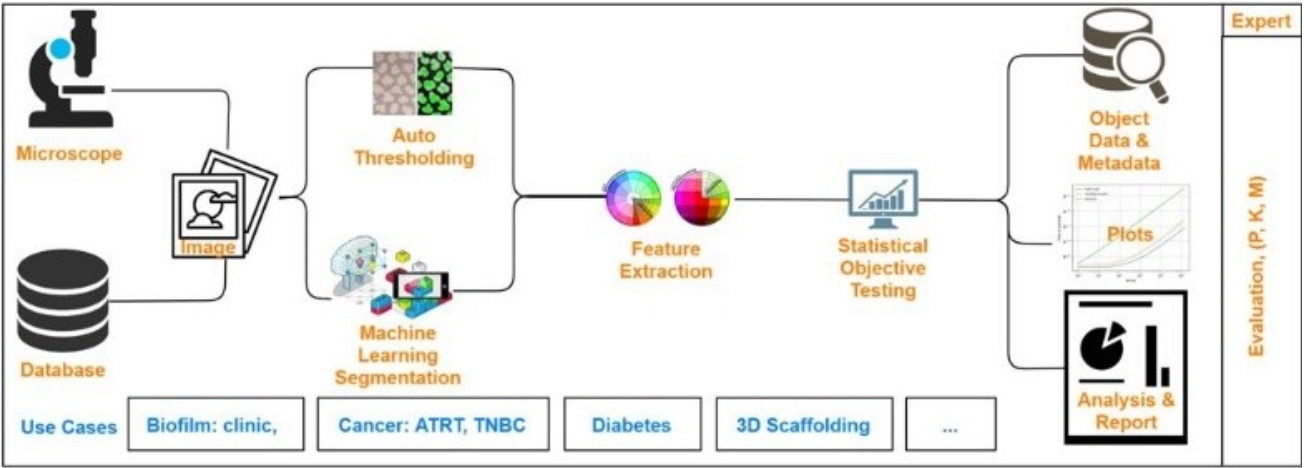 Microscope
Database
Image
Auto
Thresholding
Machine
Learning
Segmentation
Feature
Extraction
Statistical
Objective
Testing
Object
Data &
Metadata
Plots
Analysis &
Report
Expert
Evaluation, (P, K, M)
Use Cases
Biofilm: clinic,
Cancer: ATRT, TNBC
Diabetes
3D Scaffolding
...